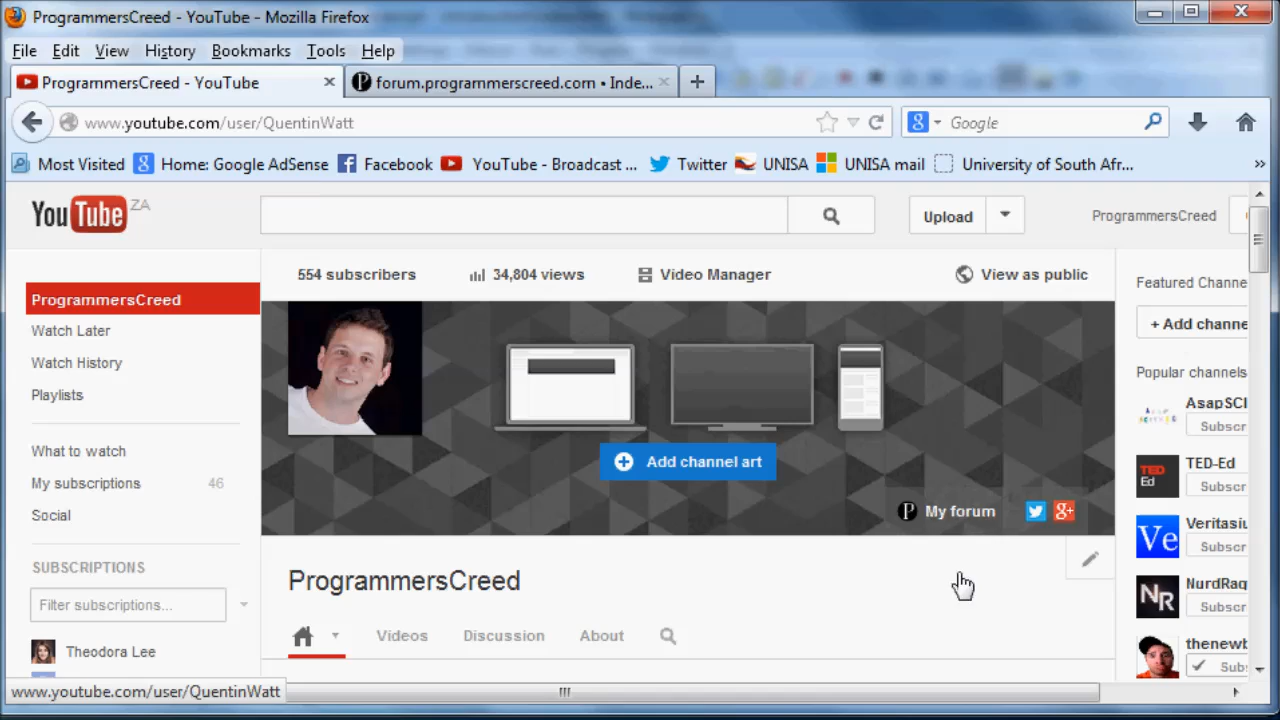 ProgrammersCreed - YouTube - Mozilla Firefox
File Edit View History Bookmarks Tools Help
ProgrammersCreed - YouTube
forum.programmerscreed.com • Inde...
www.youtube.com/user/QuentinWatt
Google
Most Visited Home: Google AdSense Facebook YouTube - Broadcast ... Twitter UNISA UNISA mail University of South Afr... »
YouTube ZA
Upload
ProgrammersCreed
554 subscribers 34,804 views Video Manager View as public
ProgrammersCreed
Watch Later
Watch History
Playlists
What to watch
My subscriptions 46
Social
SUBSCRIPTIONS
Filter subscriptions...
Theodora Lee
Add channel art
My forum
ProgrammersCreed
Videos Discussion About
Featured Channe
+ Add channe
Popular channels
AsapSCI
Subscr
TED-Ed
TED Ed
Subscr
Veritasiu
Ve
Subscr
NurdRag
NR
Subscr
thenewb
Subs
www.youtube.com/user/QuentinWatt